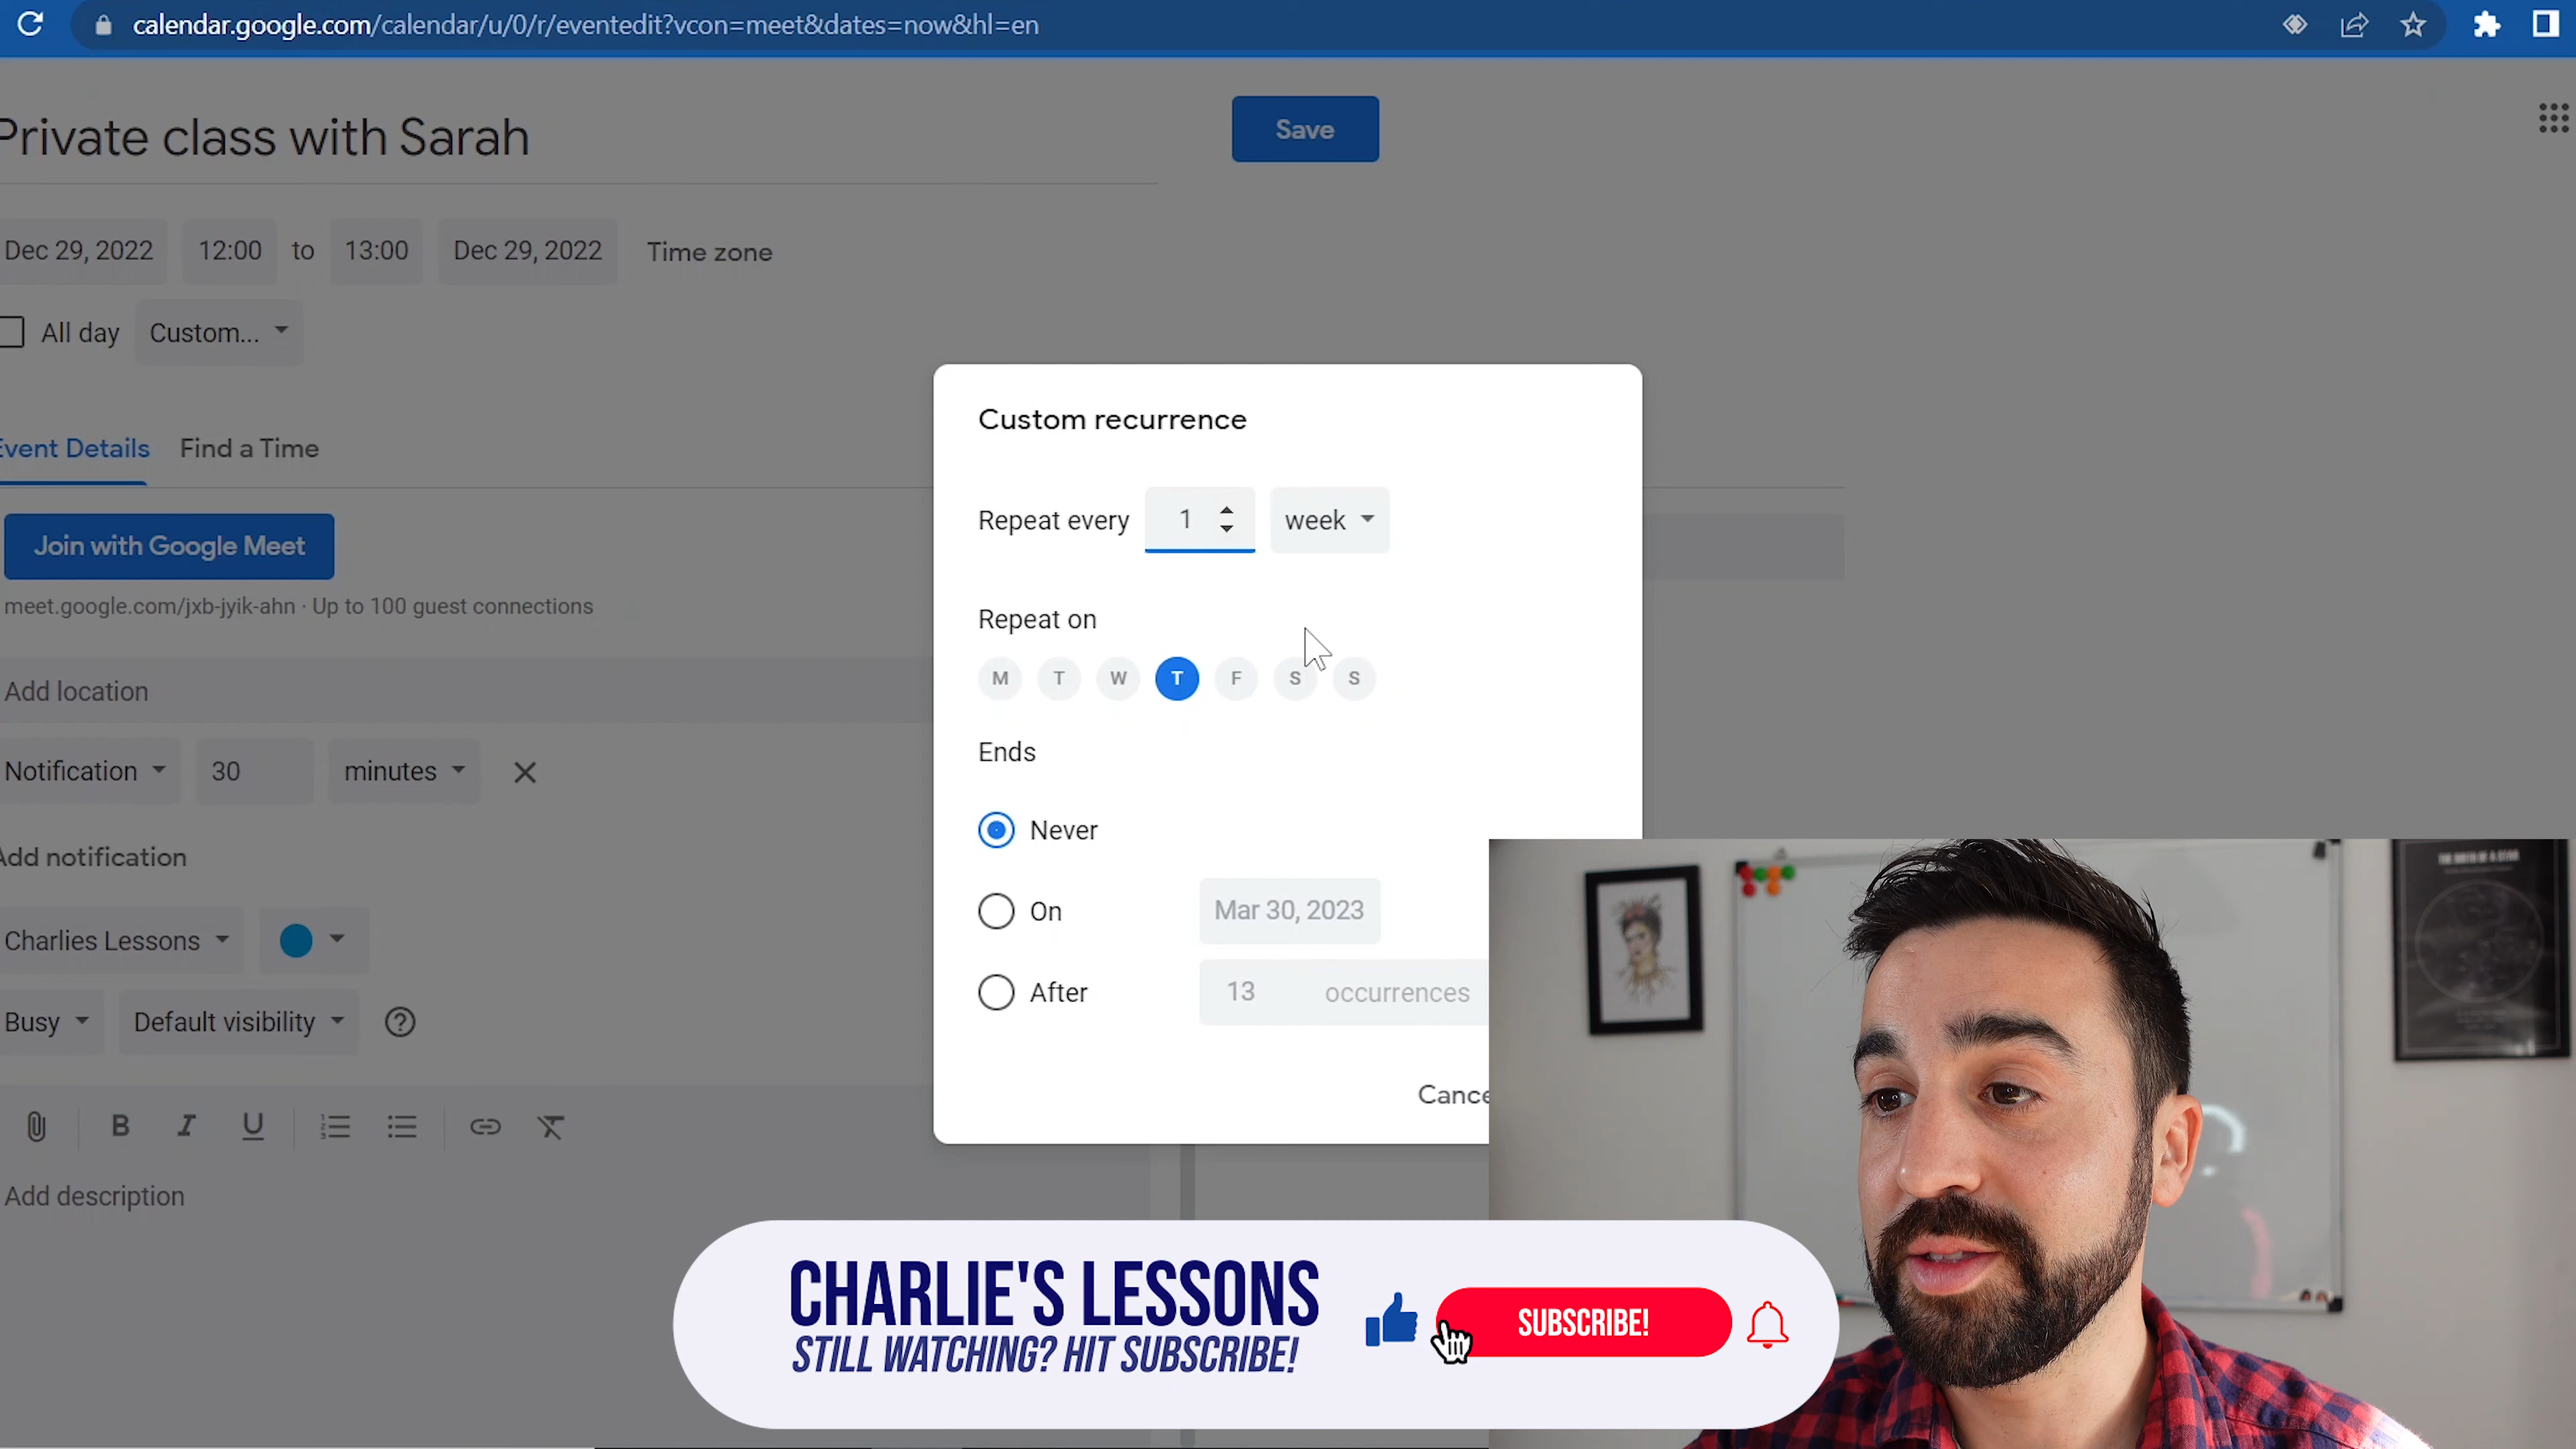 calendar.google.com/calendar/u/0/r/eventedit?vcon=meet&dates=now&hl=en
Private class with Sarah
Save
Dec 29, 2022 12:00 to 13:00 Dec 29, 2022 Time zone
All day Custom...
Event Details Find a Time
Join with Google Meet
meet.google.com/jxb-jyik-ahn · Up to 100 guest connections
Add location
Notification 30 minutes
Add notification
Charlies Lessons
Busy Default visibility
B I U
Add description
Custom recurrence
Repeat every 1 week
Repeat on
M T W T F S S
Ends
Never
On Mar 30, 2023
After 13 occurrences
Cance
THE BIRTH OF A STAR
CHARLIE'S LESSONS
STILL WATCHING? HIT SUBSCRIBE!
SUBSCRIBE!